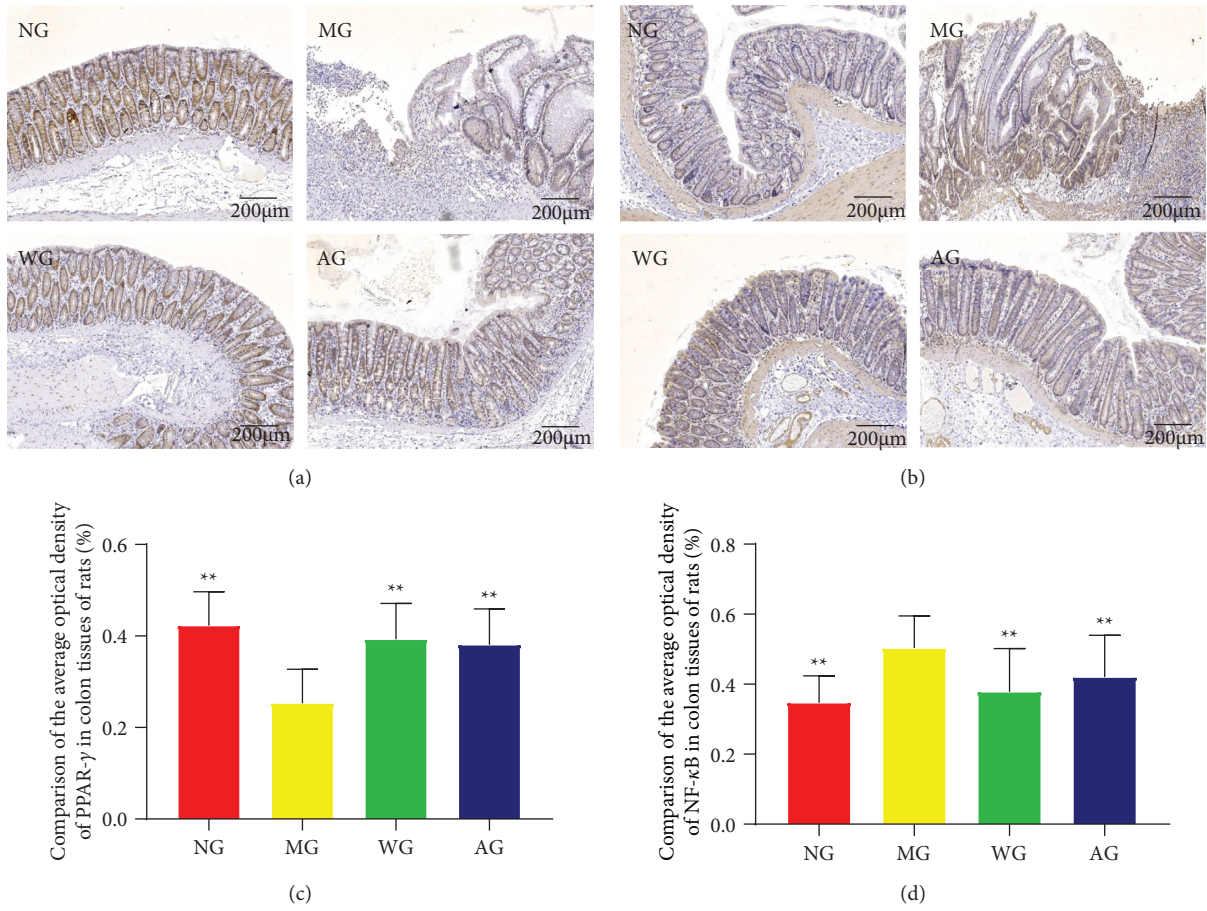 NG
MG
200μm
200μm
WG
AG
200μm
200μm
(a)
NG
MG
200μm
200μm
WG
AG
200μm
200μm
(b)
Comparison of the average optical density
of PPAR-γ in colon tissues of rats (%)
0.6
0.4
0.2
0.0
**
**
**
NG
MG
WG
AG
(c)
Comparison of the average optical density
of NF-κB in colon tissues of rats (%)
0.8
0.6
0.4
0.2
0.0
**
**
**
NG
MG
WG
AG
(d)